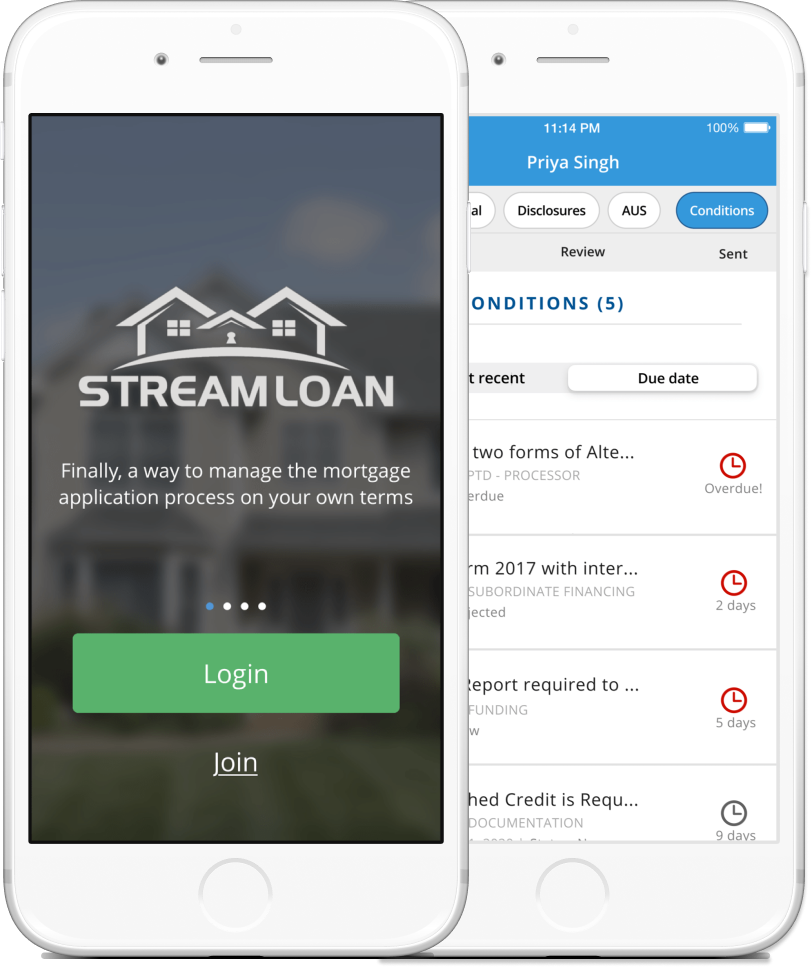 STREAMLOAN
Finally, a way to manage the mortgage
application process on your own terms
Login
Join
11:14 PM 100%
Priya Singh
al Disclosures AUS Conditions
Review Sent
ONDITIONS (5)
t recent Due date
two forms of Alte...
PTD - PROCESSOR
erdue
Overdue!
rm 2017 with inter...
SUBORDINATE FINANCING
jected
2 days
Report required to ...
FUNDING
w
5 days
hed Credit is Requ...
DOCUMENTATION
9 days